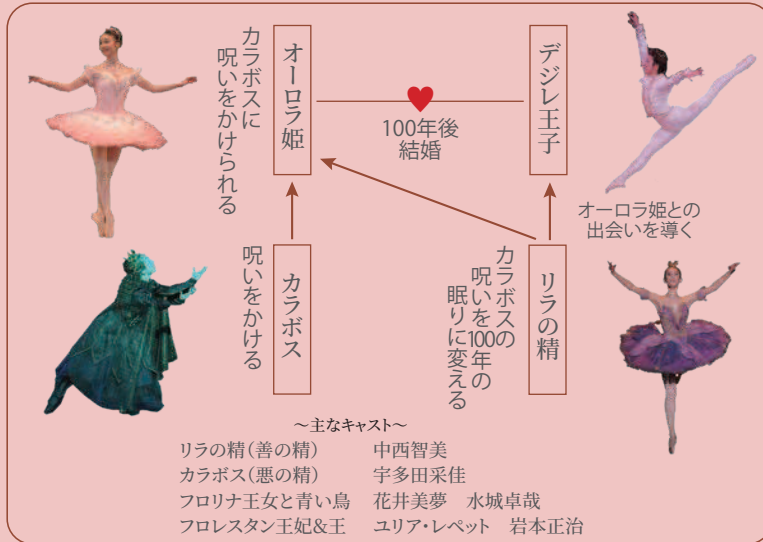 オーロラ姫
カラボスに
呪いをかけられる
100年後
結婚
デジレ王子
オーロラ姫との
出会いを導く
カラボス
呪いをかける
リラの精
カラボスの
呪いを100年の
眠りに変える
～主なキャスト～
リラの精(善の精) 中西智美
カラボス(悪の精) 宇多田采佳
フロリナ王女と青い鳥 花井美夢 水城卓哉
フロレスタン王妃&王 ユリア・レペット 岩本正治